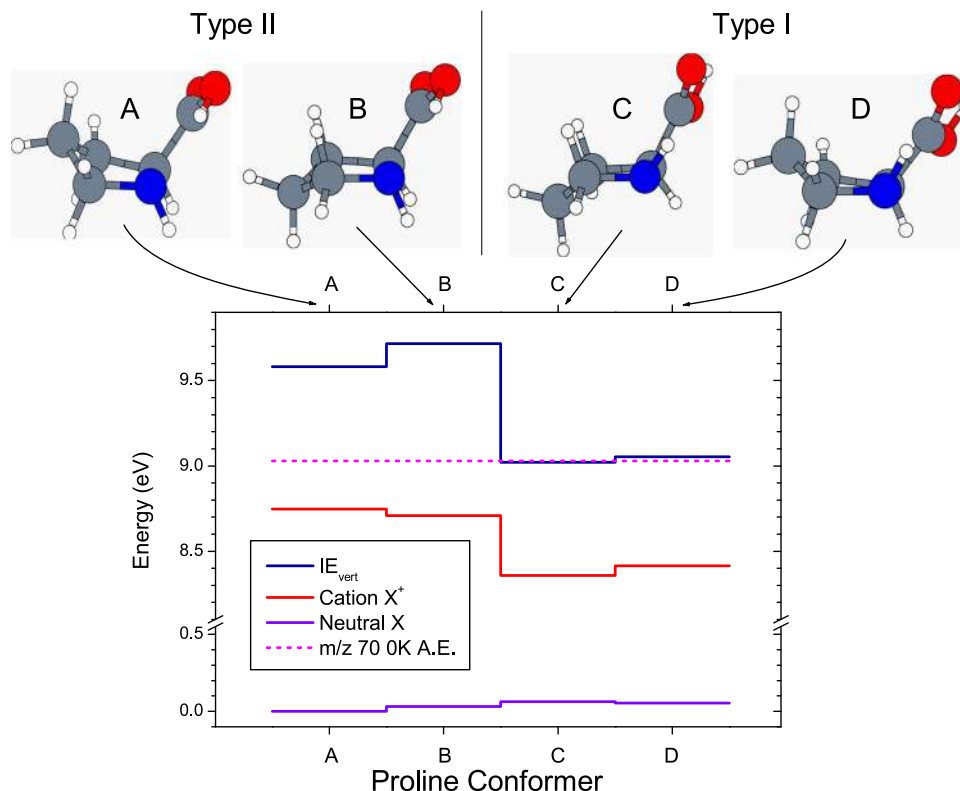 Type II
Type I
A
B
C
D
A
B
C
D
Energy (eV)
9.5
9.0
8.5
0.5
0.0
IEvert
Cation X+
Neutral X
m/z 70 0K A.E.
A
B
C
D
Proline Conformer